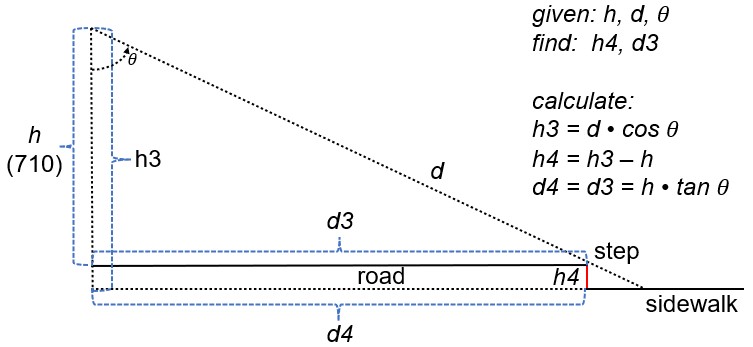 given: h, d, θ
find: h4, d3
calculate:
h3 = d • cos θ
h4 = h3 – h
d4 = d3 = h • tan θ
θ
h
(710)
h3
d
d3
step
road
h4
sidewalk
d4